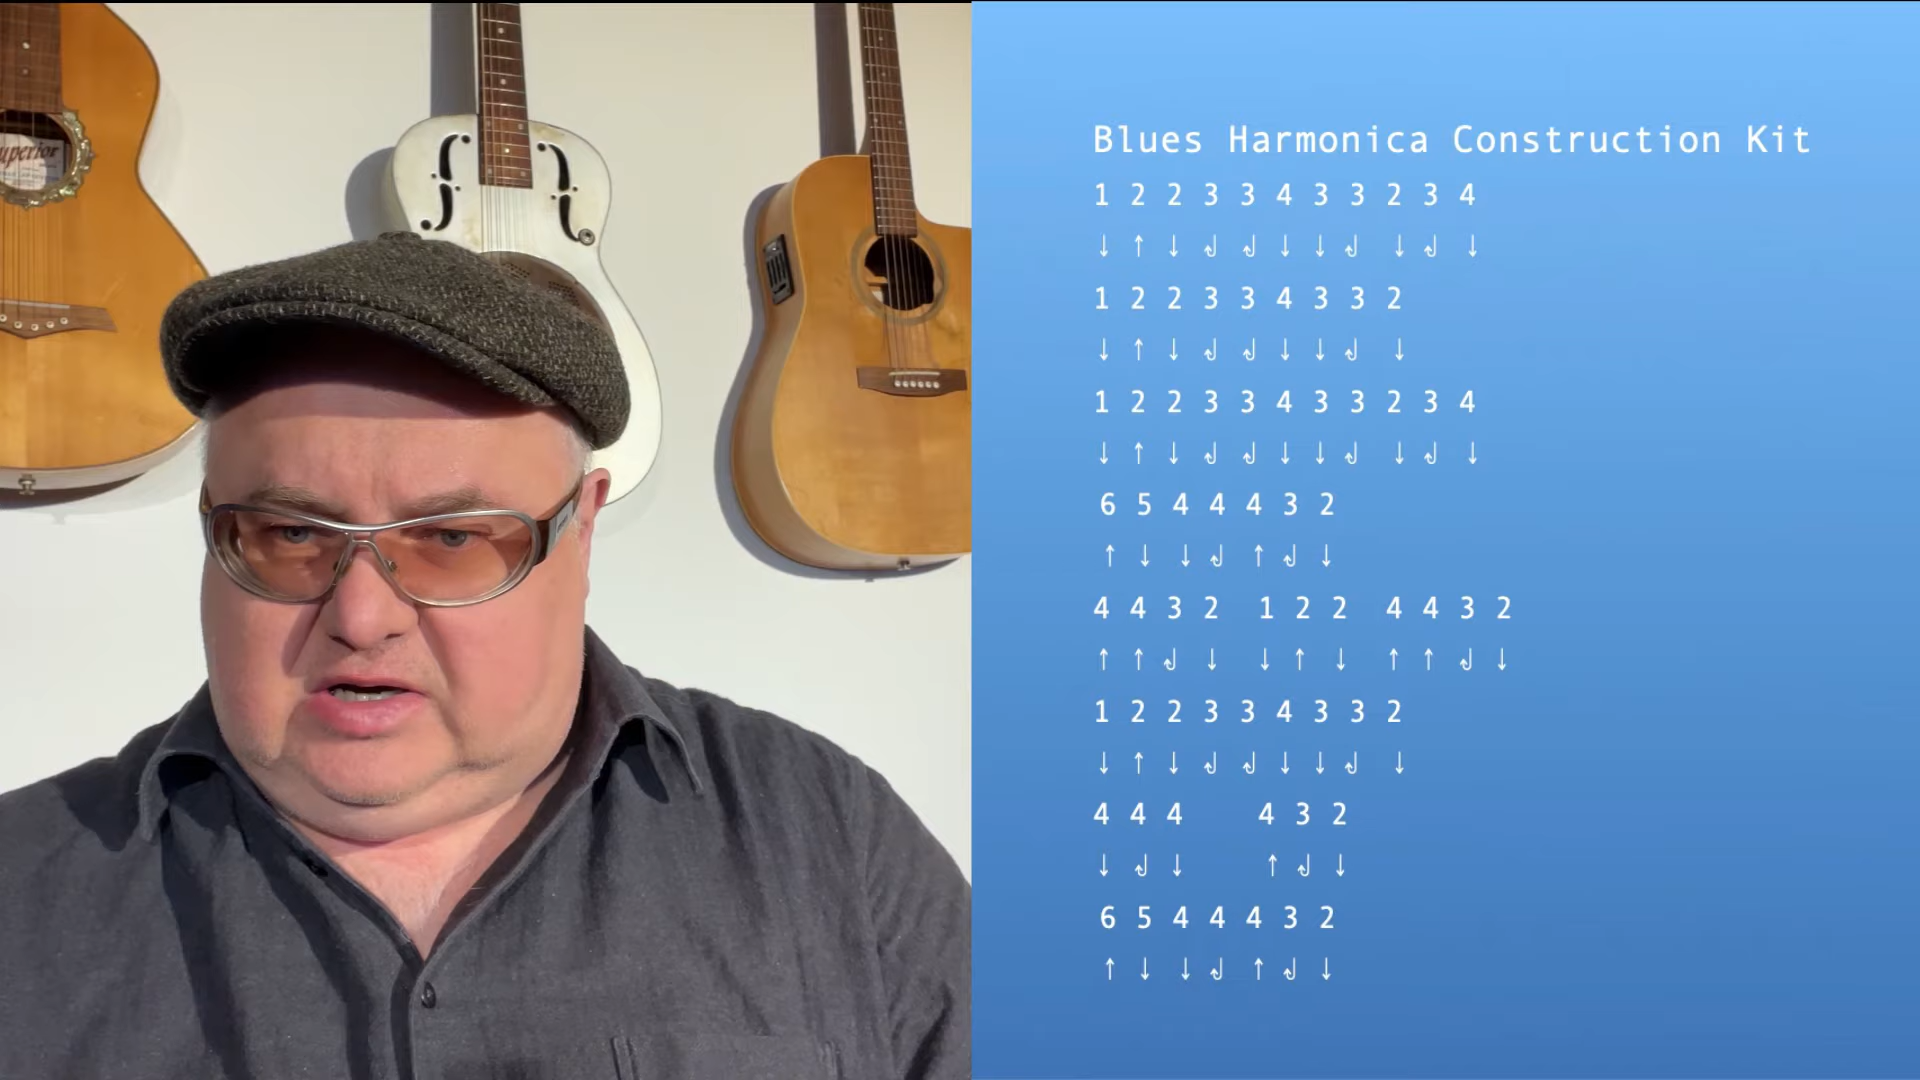 uperior
Blues Harmonica Construction Kit
1 2 2 3 3 4 3 3 2 3 4
↓ ↑ ↓ ↲ ↲ ↓ ↓ ↲ ↓ ↲ ↓
1 2 2 3 3 4 3 3 2
↓ ↑ ↓ ↲ ↲ ↓ ↓ ↲ ↓
1 2 2 3 3 4 3 3 2 3 4
↓ ↑ ↓ ↲ ↲ ↓ ↓ ↲ ↓ ↲ ↓
6 5 4 4 4 3 2
↑ ↓ ↓ ↲ ↑ ↲ ↓
4 4 3 2 1 2 2 4 4 3 2
↑ ↑ ↲ ↓ ↓ ↑ ↓ ↑ ↑ ↲ ↓
1 2 2 3 3 4 3 3 2
↓ ↑ ↓ ↲ ↲ ↓ ↓ ↲ ↓
4 4 4 4 3 2
↓ ↲ ↓ ↑ ↲ ↓
6 5 4 4 4 3 2
↑ ↓ ↓ ↲ ↑ ↲ ↓